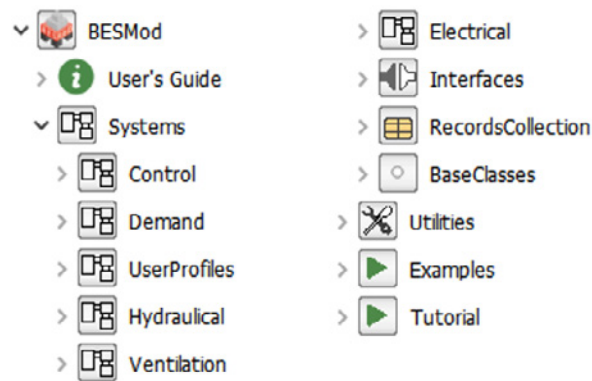 BESMod
User's Guide
Systems
Control
Demand
UserProfiles
Hydraulical
Ventilation
Electrical
Interfaces
RecordsCollection
BaseClasses
Utilities
Examples
Tutorial